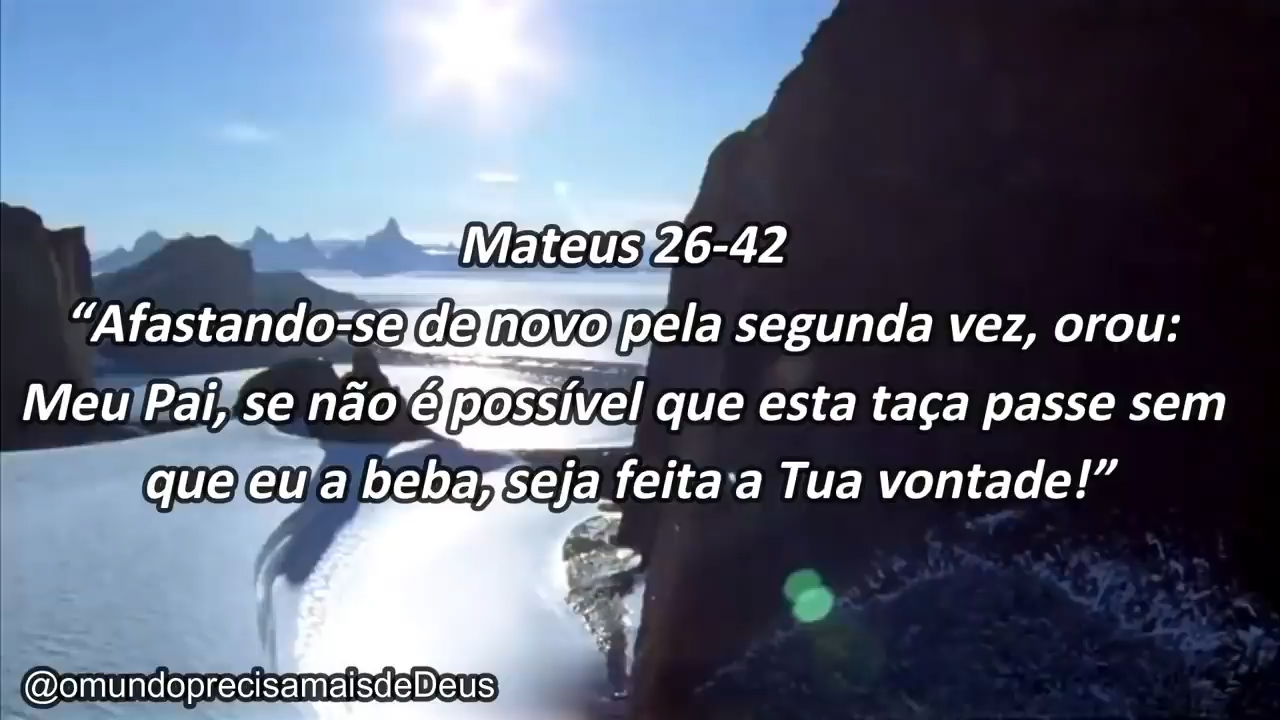 Mateus 26-42
“Afastando-se de novo pela segunda vez, orou:
Meu Pai, se não é possível que esta taça passe sem
que eu a beba, seja feita a Tua vontade!”
@omundoprecisamaisdeDeus